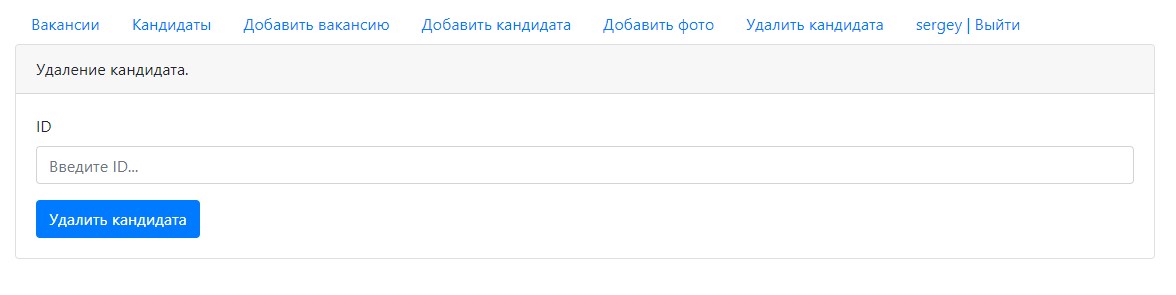 Вакансии Кандидаты Добавить вакансию Добавить кандидата Добавить фото Удалить кандидата sergey | Выйти
Удаление кандидата.
ID
Введите ID...
Удалить кандидата